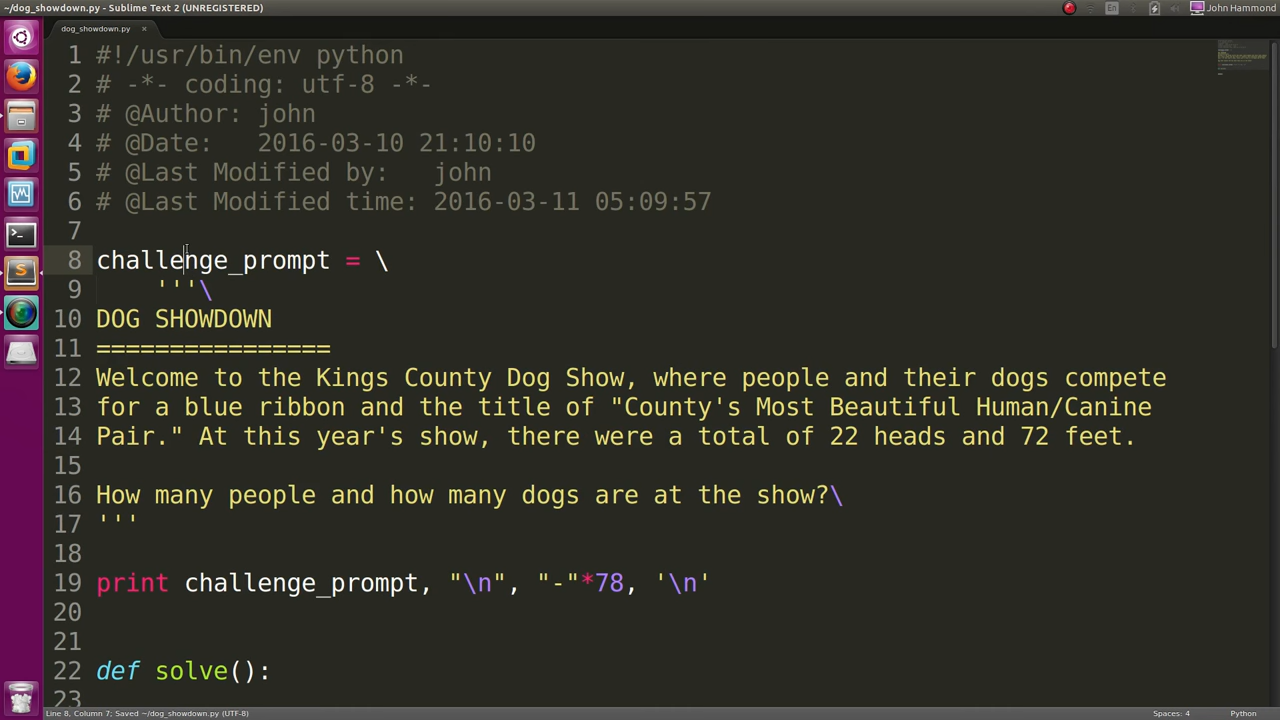 ~/dog_showdown.py - Sublime Text 2 (UNREGISTERED)
En
John Hammond
dog_showdown.py ×
1 #!/usr/bin/env python
2 # -*- coding: utf-8 -*-
3 # @Author: john
4 # @Date:   2016-03-10 21:10:10
5 # @Last Modified by:   john
6 # @Last Modified time: 2016-03-11 05:09:57
7
8 challenge_prompt = \
9     '''\
10 DOG SHOWDOWN
11 ================
12 Welcome to the Kings County Dog Show, where people and their dogs compete
13 for a blue ribbon and the title of "County's Most Beautiful Human/Canine
14 Pair." At this year's show, there were a total of 22 heads and 72 feet.
15
16 How many people and how many dogs are at the show?\
17 '''
18
19 print challenge_prompt, "\n", "-"*78, '\n'
20
21
22 def solve():
23
Line 8, Column 7; Saved ~/dog_showdown.py (UTF-8)
Spaces: 4
Python